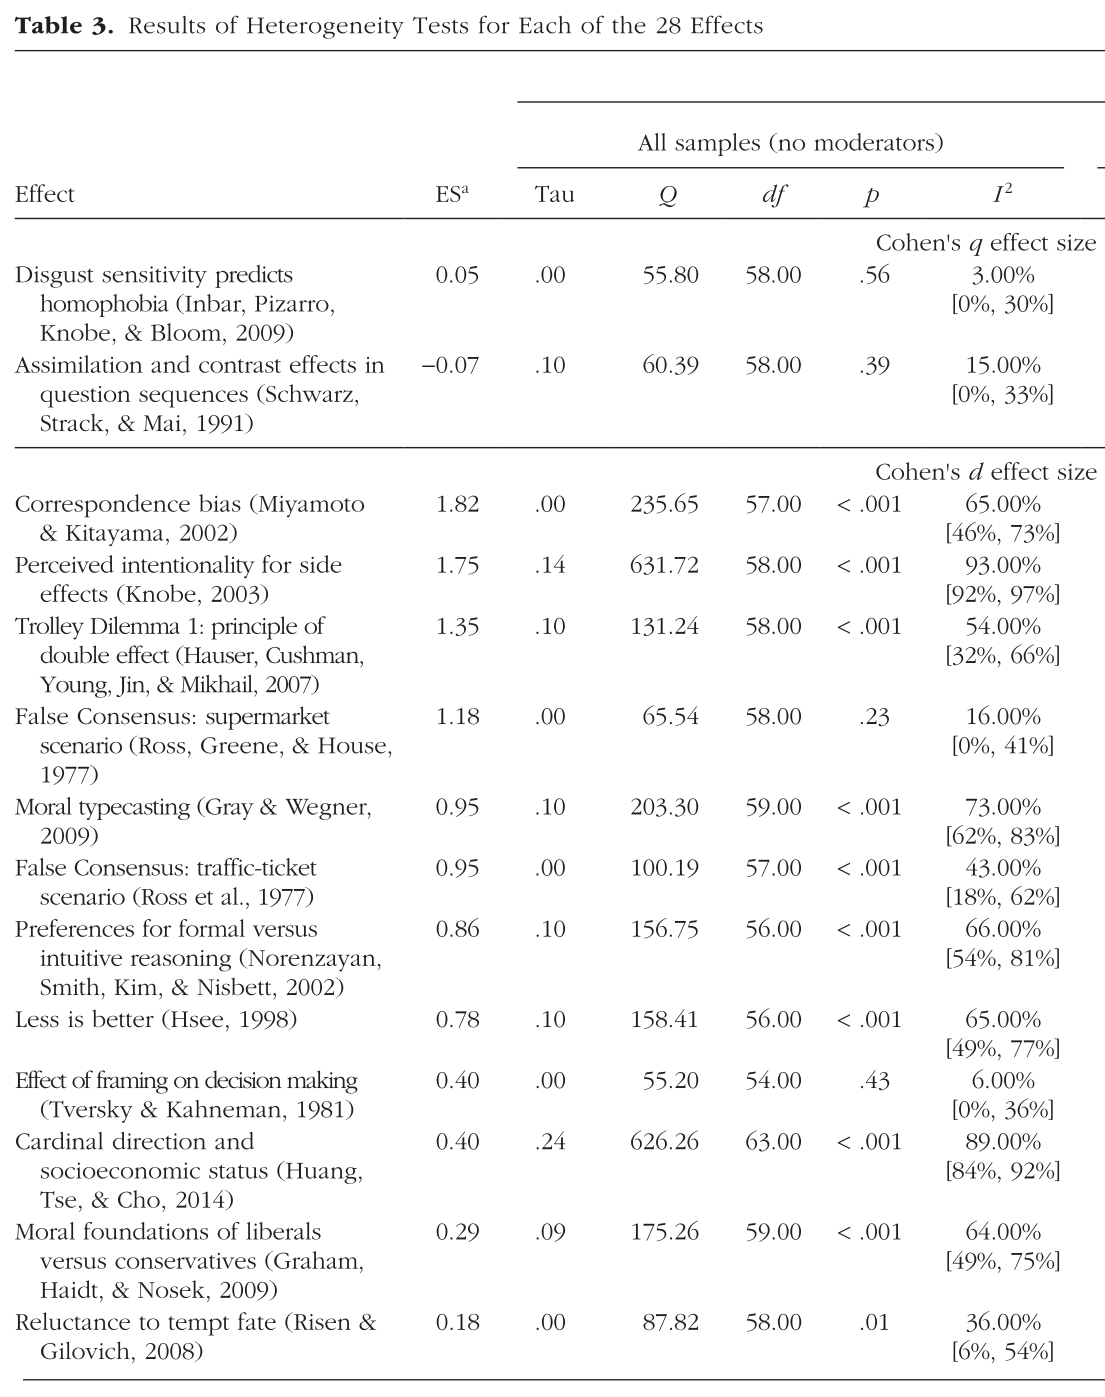 Table 3. Results of Heterogeneity Tests for Each of the 28 Effects
All samples (no moderators)
Effect ESa Tau Q df p I2
Cohen's q effect size
Disgust sensitivity predicts 0.05 .00 55.80 58.00 .56 3.00%
homophobia (Inbar, Pizarro, [0%, 30%]
Knobe, & Bloom, 2009)
Assimilation and contrast effects in −0.07 .10 60.39 58.00 .39 15.00%
question sequences (Schwarz, [0%, 33%]
Strack, & Mai, 1991)
Cohen's d effect size
Correspondence bias (Miyamoto 1.82 .00 235.65 57.00 < .001 65.00%
& Kitayama, 2002) [46%, 73%]
Perceived intentionality for side 1.75 .14 631.72 58.00 < .001 93.00%
effects (Knobe, 2003) [92%, 97%]
Trolley Dilemma 1: principle of 1.35 .10 131.24 58.00 < .001 54.00%
double effect (Hauser, Cushman, [32%, 66%]
Young, Jin, & Mikhail, 2007)
False Consensus: supermarket 1.18 .00 65.54 58.00 .23 16.00%
scenario (Ross, Greene, & House, [0%, 41%]
1977)
Moral typecasting (Gray & Wegner, 0.95 .10 203.30 59.00 < .001 73.00%
2009) [62%, 83%]
False Consensus: traffic-ticket 0.95 .00 100.19 57.00 < .001 43.00%
scenario (Ross et al., 1977) [18%, 62%]
Preferences for formal versus 0.86 .10 156.75 56.00 < .001 66.00%
intuitive reasoning (Norenzayan, [54%, 81%]
Smith, Kim, & Nisbett, 2002)
Less is better (Hsee, 1998) 0.78 .10 158.41 56.00 < .001 65.00%
[49%, 77%]
Effect of framing on decision making 0.40 .00 55.20 54.00 .43 6.00%
(Tversky & Kahneman, 1981) [0%, 36%]
Cardinal direction and 0.40 .24 626.26 63.00 < .001 89.00%
socioeconomic status (Huang, [84%, 92%]
Tse, & Cho, 2014)
Moral foundations of liberals 0.29 .09 175.26 59.00 < .001 64.00%
versus conservatives (Graham, [49%, 75%]
Haidt, & Nosek, 2009)
Reluctance to tempt fate (Risen & 0.18 .00 87.82 58.00 .01 36.00%
Gilovich, 2008) [6%, 54%]